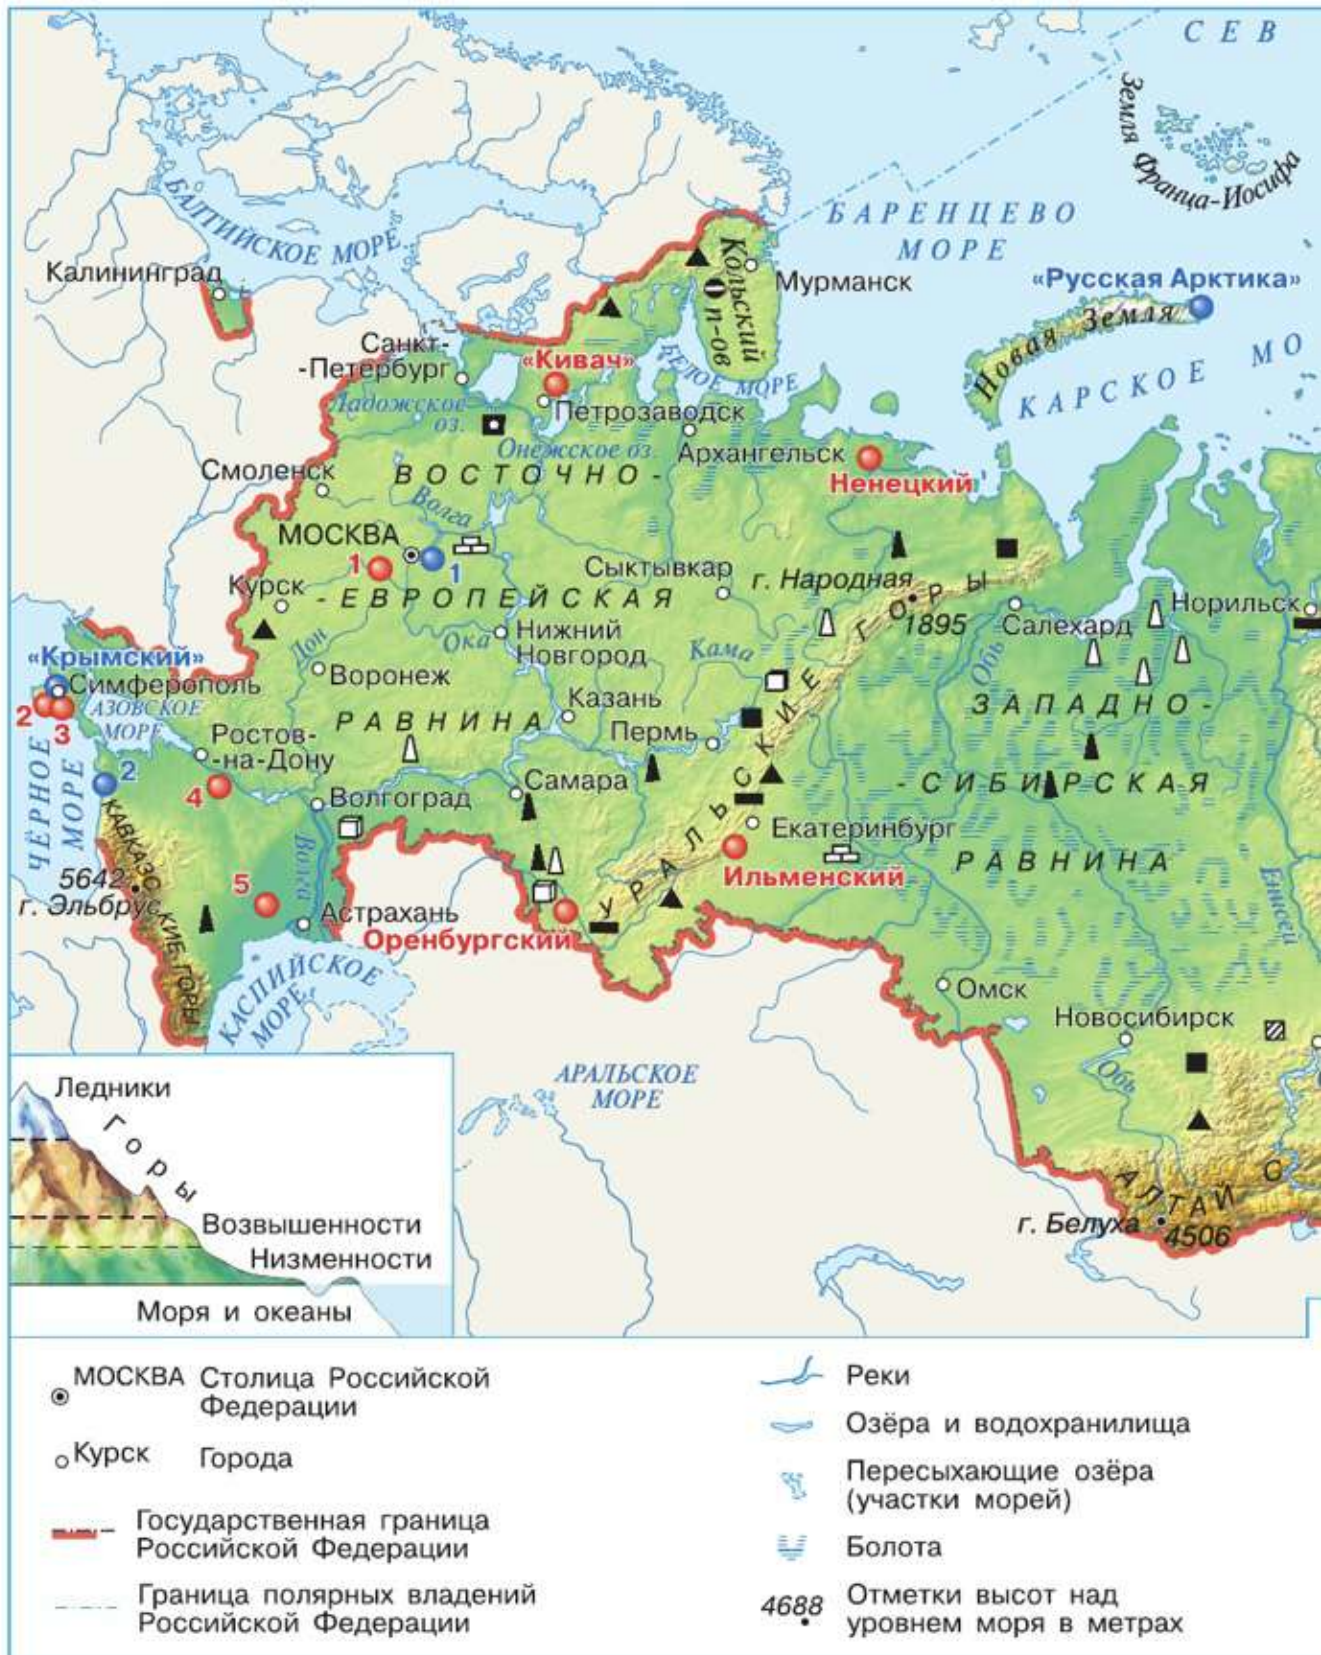 СЕВ
Земля Франца-Иосифа
БАРЕНЦЕВО
МОРЕ
БАЛТИЙСКОЕ МОРЕ
Калининград
Кольский
п-ов
Мурманск
«Русская Арктика»
Новая Земля
КАРСКОЕ МО
Санкт-
-Петербург
«Кивач»
БЕЛОЕ МОРЕ
Ладожское
оз.
Петрозаводск
Онежское оз.
Архангельск
Ненецкий
Смоленск
ВОСТОЧНО-
Волга
МОСКВА
1
1
Сыктывкар
г. Народная
1895
Курск
-ЕВРОПЕЙСКАЯ
УРАЛЬСКИЕ ГОРЫ
Салехард
Норильск
Дон
Ока
Нижний
Новгород
Кама
Обь
«Крымский»
Симферополь
2
3
АЗОВСКОЕ
МОРЕ
Воронеж
Казань
ЗАПАДНО-
РАВНИНА
Пермь
ЧЁРНОЕ
МОРЕ
Ростов-
-на-Дону
2
4
Волгоград
Самара
-СИБИРСКАЯ
Екатеринбург
РАВНИНА
КАВКАЗСКИЕ ГОРЫ
Волга
Ильменский
5642
г. Эльбрус
5
Астрахань
Оренбургский
Енисей
КАСПИЙСКОЕ
МОРЕ
Омск
Новосибирск
Обь
АРАЛЬСКОЕ
МОРЕ
АЛТАЙ
С
г. Белуха
4506
Ледники
Горы
Возвышенности
Низменности
Моря и океаны
МОСКВА Столица Российской
Федерации
Курск Города
Государственная граница
Российской Федерации
Граница полярных владений
Российской Федерации
Реки
Озёра и водохранилища
Пересыхающие озёра
(участки морей)
Болота
4688 Отметки высот над
уровнем моря в метрах